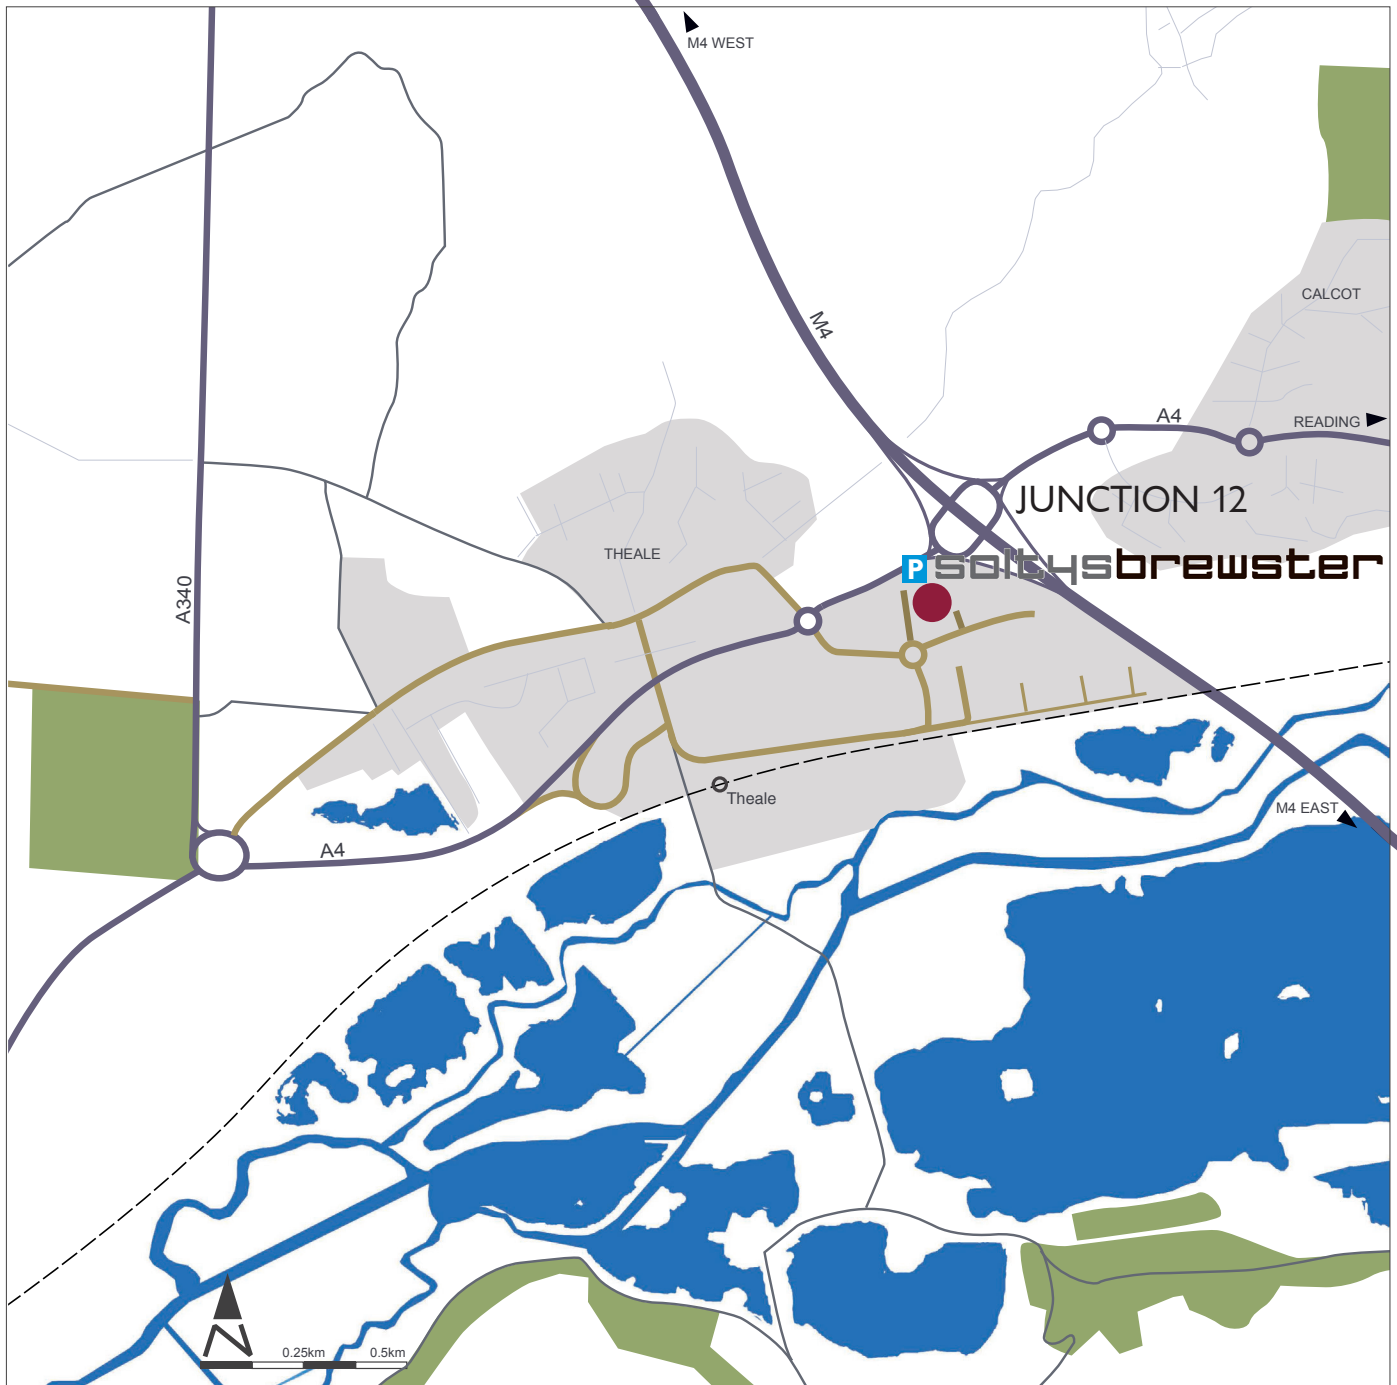 M4 WEST
CALCOT
M4
A4
READING
JUNCTION 12
THEALE
P soltysbrewster
A340
Theale
M4 EAST
A4
N
0.25km 0.5km